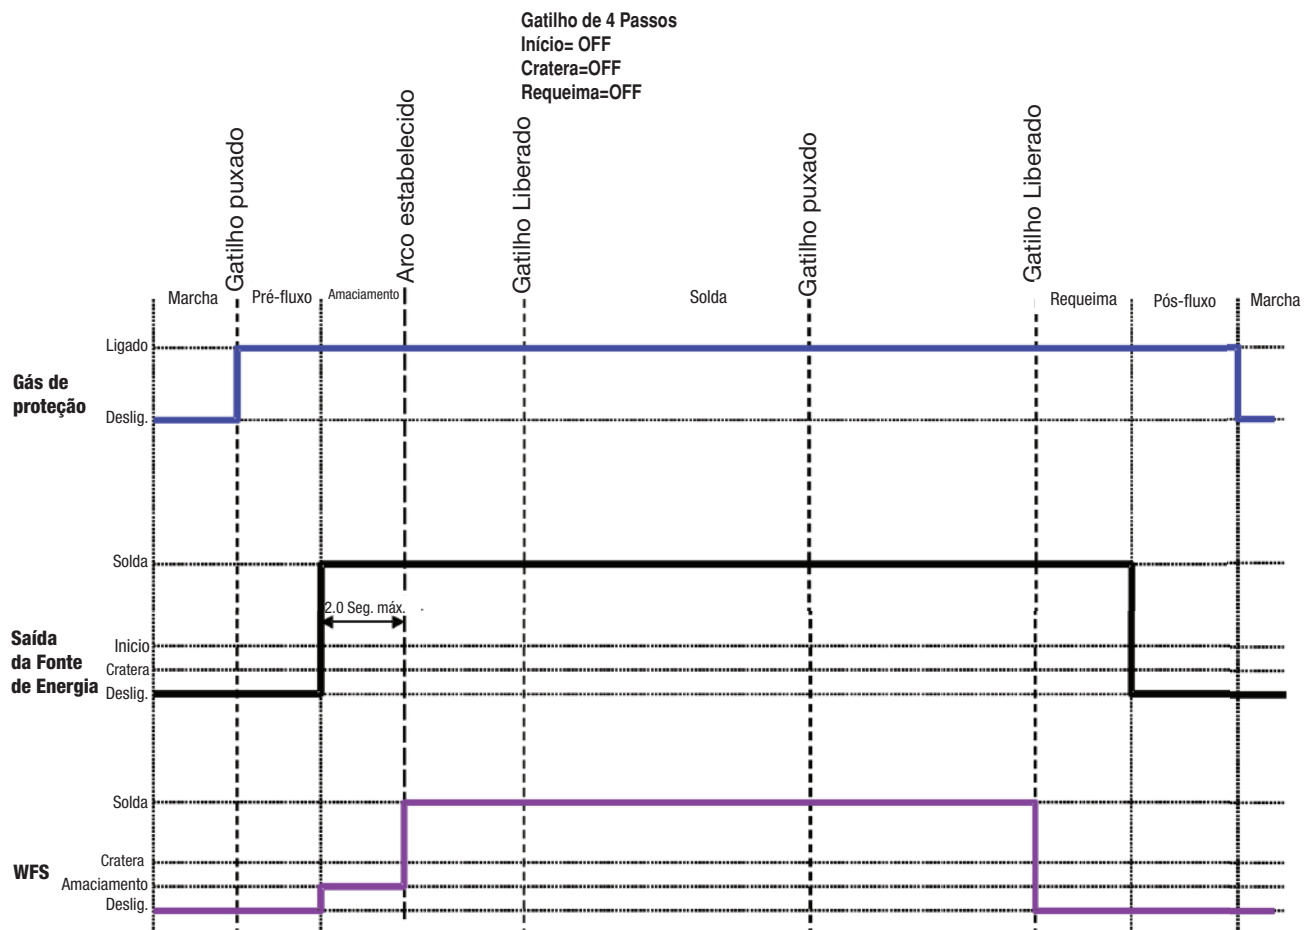 Gatilho de 4 Passos
Início= OFF
Cratera=OFF
Requeima=OFF
Gatilho puxado
Arco estabelecido
Gatilho Liberado
Gatilho puxado
Gatilho Liberado
Marcha
Pré-fluxo
Amaciamento
Solda
Requeima
Pós-fluxo
Marcha
Gás de
proteção
Ligado
Deslig.
Saída
da Fonte
de Energia
Solda
2.0 Seg. máx.
Inicio
Cratera
Deslig.
WFS
Solda
Cratera
Amaciamento
Deslig.